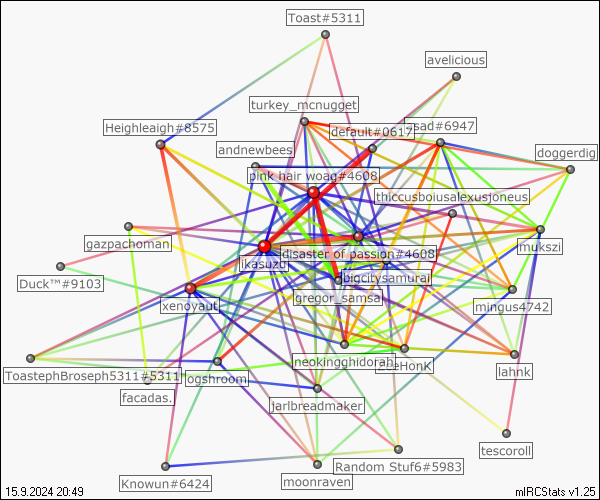 Toast#5311
avelicious
turkey_mcnugget
Heighleaigh#8575
default#0617
sad#6947
andnewbees
doggerdig
pink hair woag#4608
thiccusboiusalexusjoneus
gazpachoman
mukszi
disaster of passion#4608
ikasuzu
bigcitysamurai
Duck™#9103
xenoyaut
gregor_samsa
mingus4742
neokingghidorah
HonK
lahnk
ToastephBroseph5311#5311
ogshroom
facadas.
jarlbreadmaker
tescoroll
Random Stuf6#5983
Knowun#6424
moonraven
15.9.2024 20:49
mIRCStats v1.25